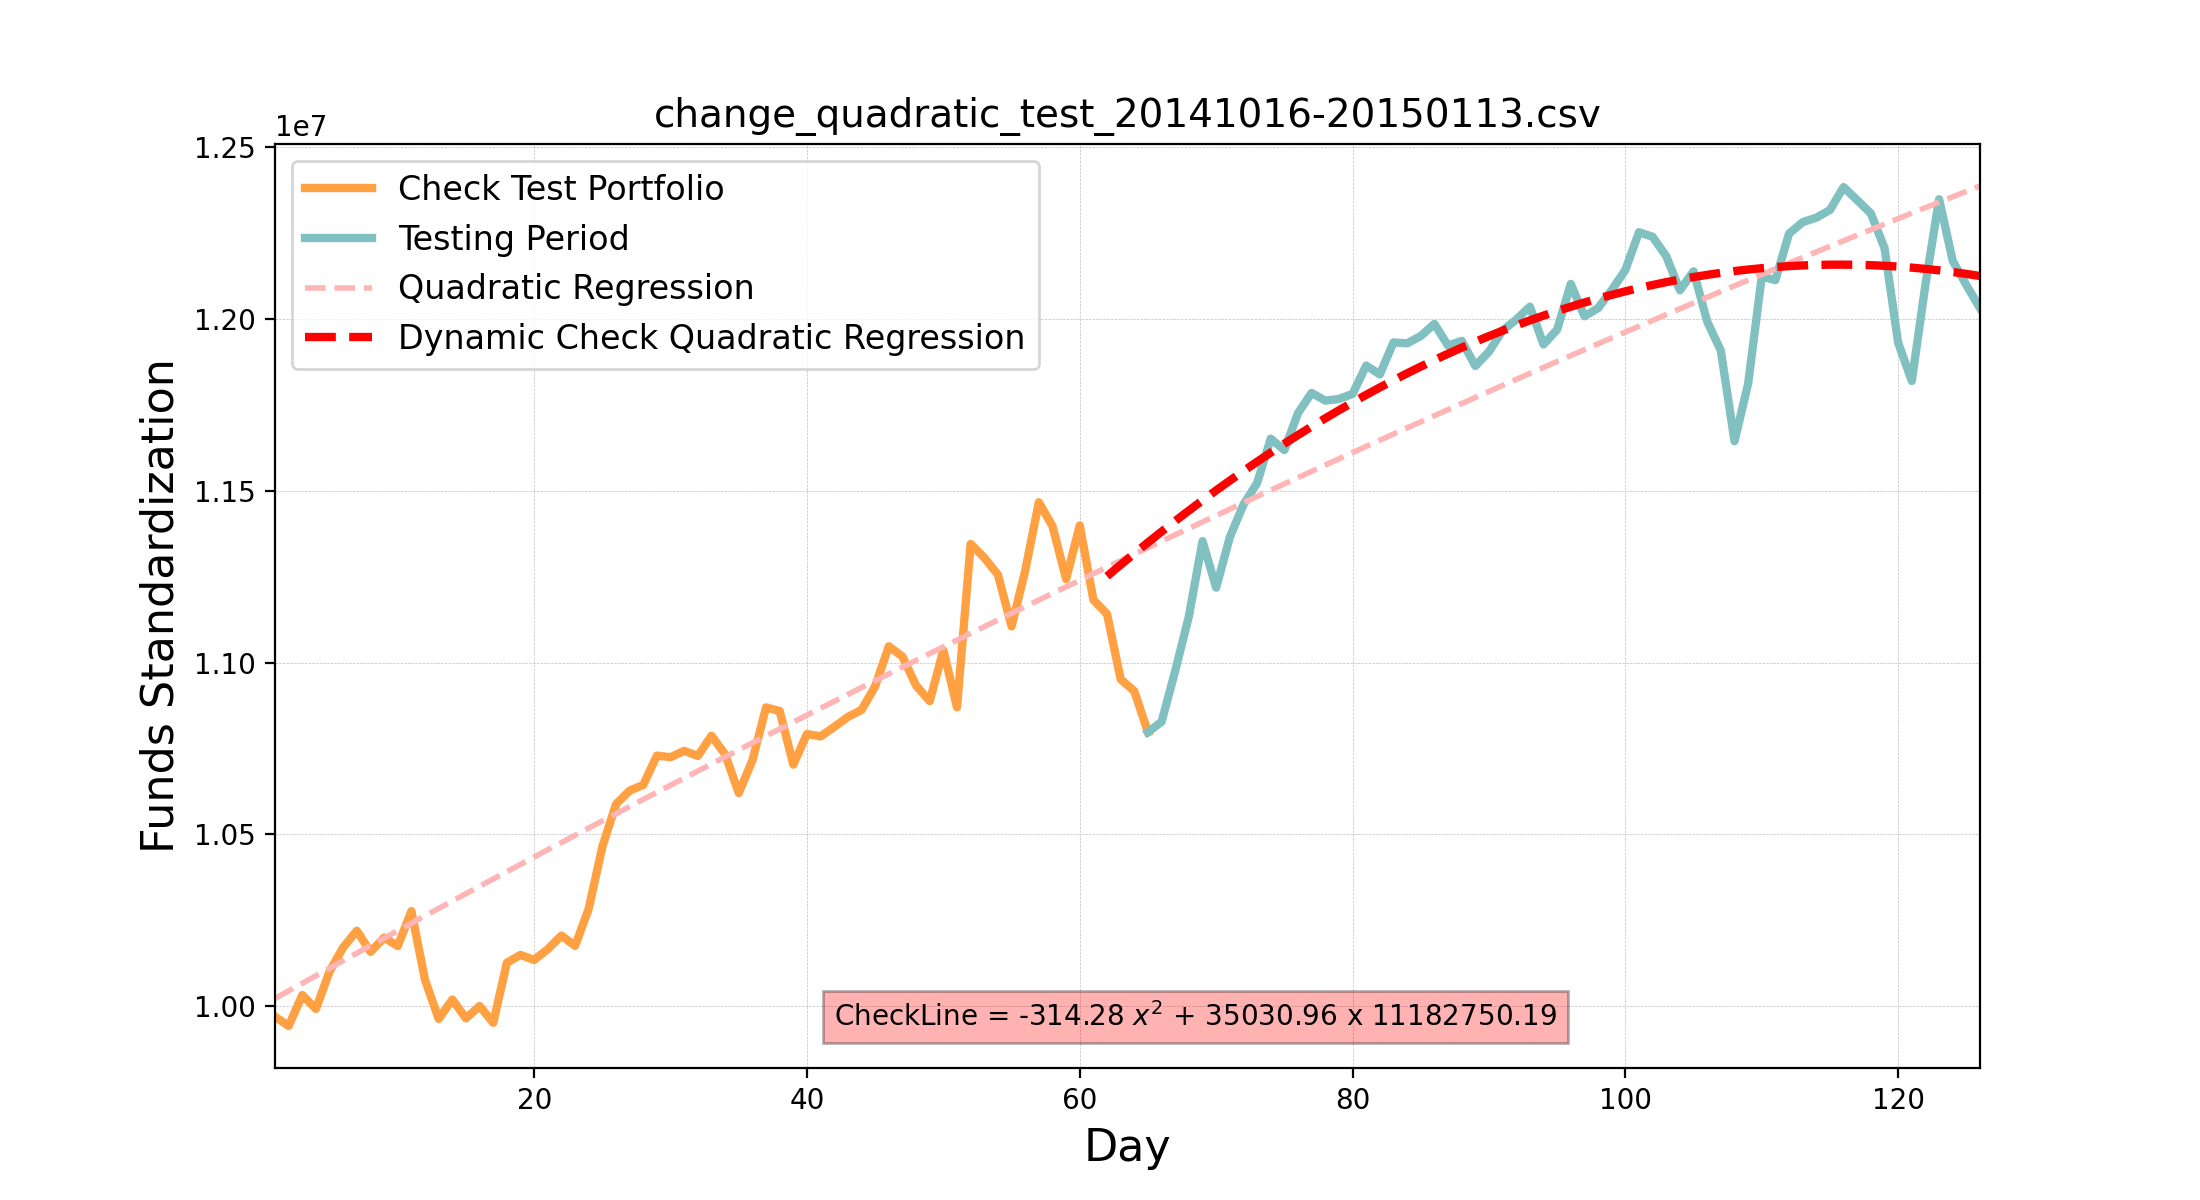 change_quadratic_test_20141016-20150113.csv
1e7
Check Test Portfolio
Testing Period
Quadratic Regression
Dynamic Check Quadratic Regression
1.25
1.20
1.15
1.10
1.05
1.00
Funds Standardization
CheckLine = -314.28 x² + 35030.96 x 11182750.19
20 40 60 80 100 120
Day